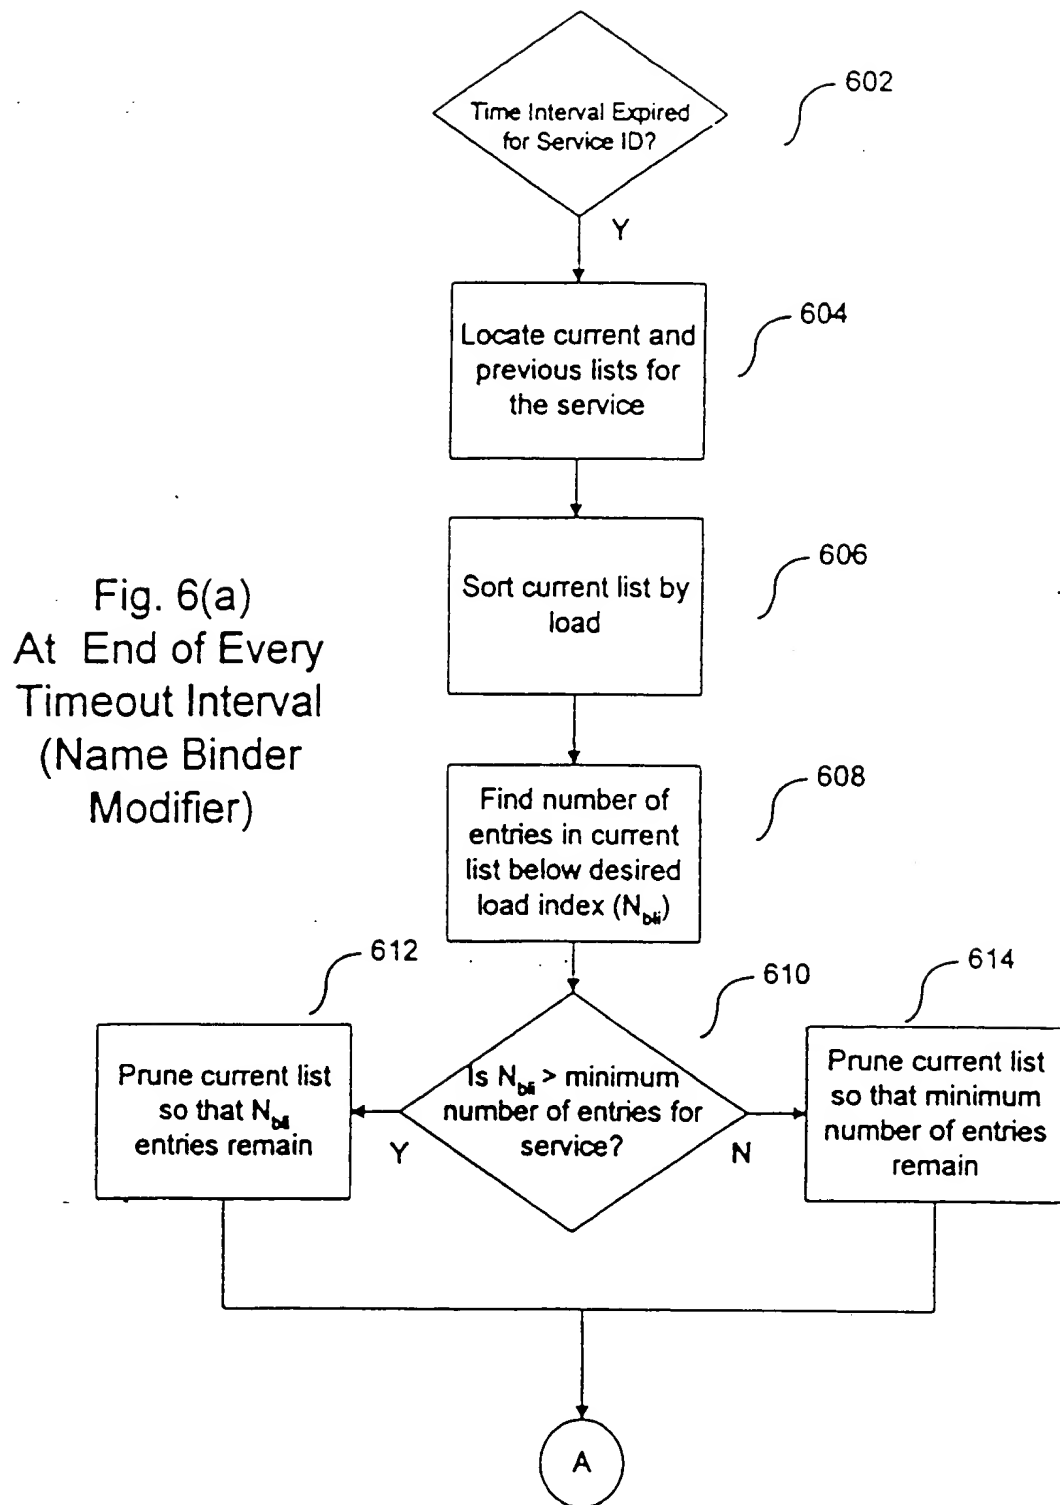 Time Interval Expired
for Service ID?
602
Y
Locate current and
previous lists for
the service
604
Sort current list by
load
606
Fig. 6(a)
At End of Every
Timeout Interval
(Name Binder
Modifier)
Find number of
entries in current
list below desired
load index (N_bli)
608
Is N_bli > minimum
number of entries for
service?
610
Y
N
Prune current list
so that N_bli
entries remain
612
Prune current list
so that minimum
number of entries
remain
614
A